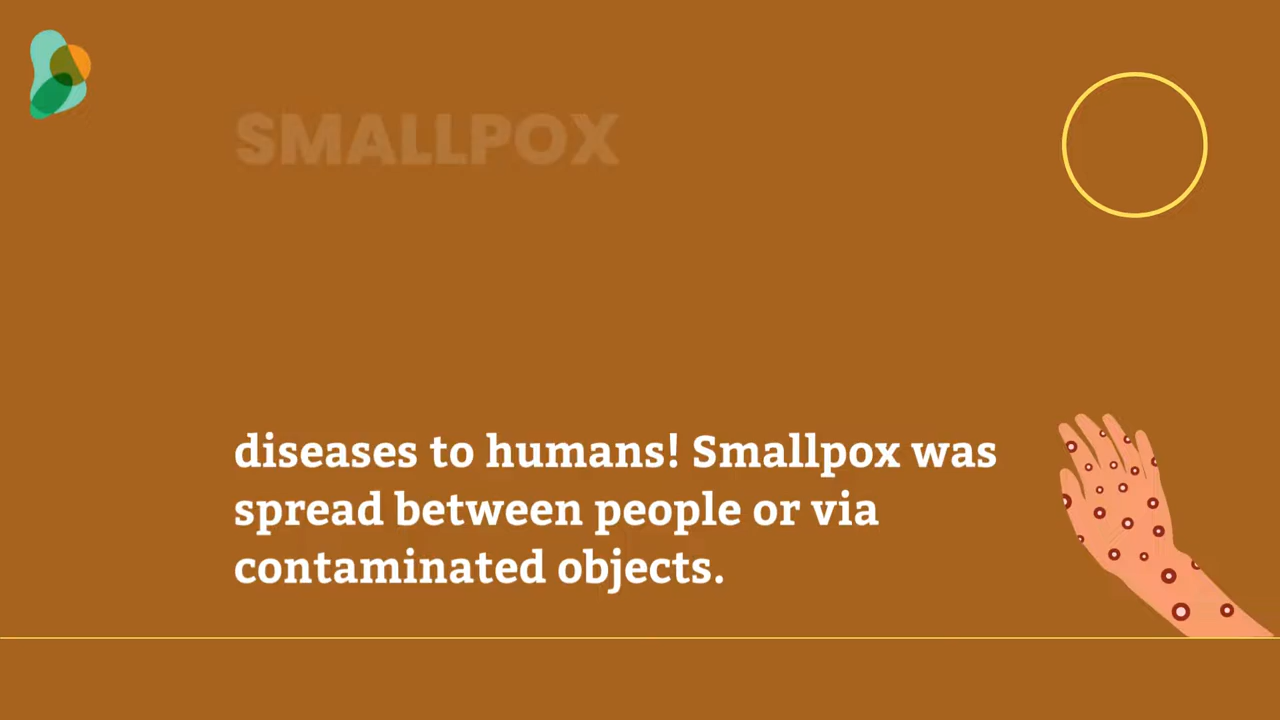 SMALLPOX
diseases to humans! Smallpox was
spread between people or via
contaminated objects.